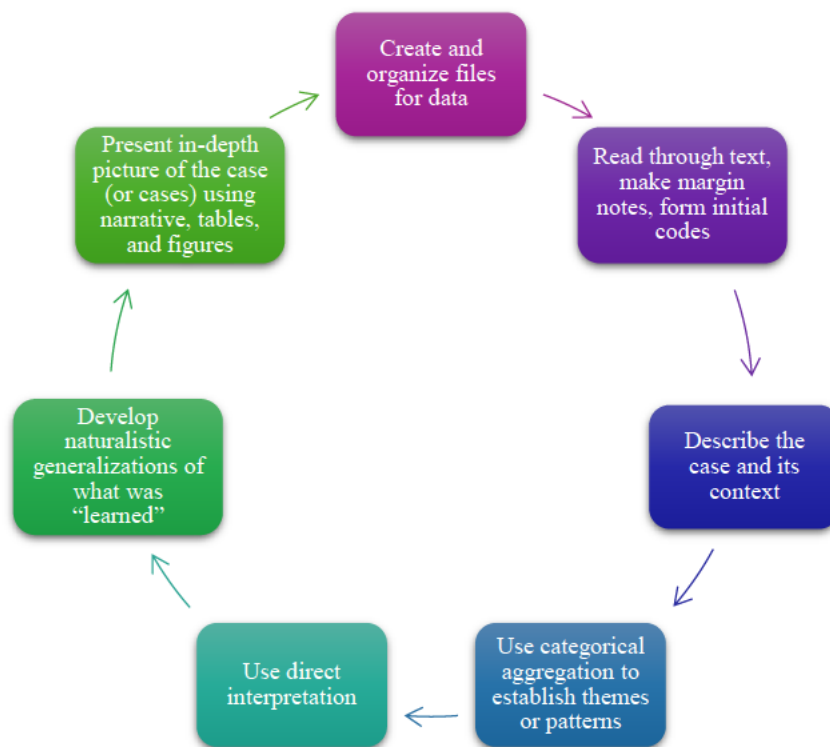 Create and
organize files
for data
Read through text,
make margin
notes, form initial
codes
Describe the
case and its
context
Use categorical
aggregation to
establish themes
or patterns
Use direct
interpretation
Develop
naturalistic
generalizations of
what was
“learned”
Present in-depth
picture of the case
(or cases) using
narrative, tables,
and figures